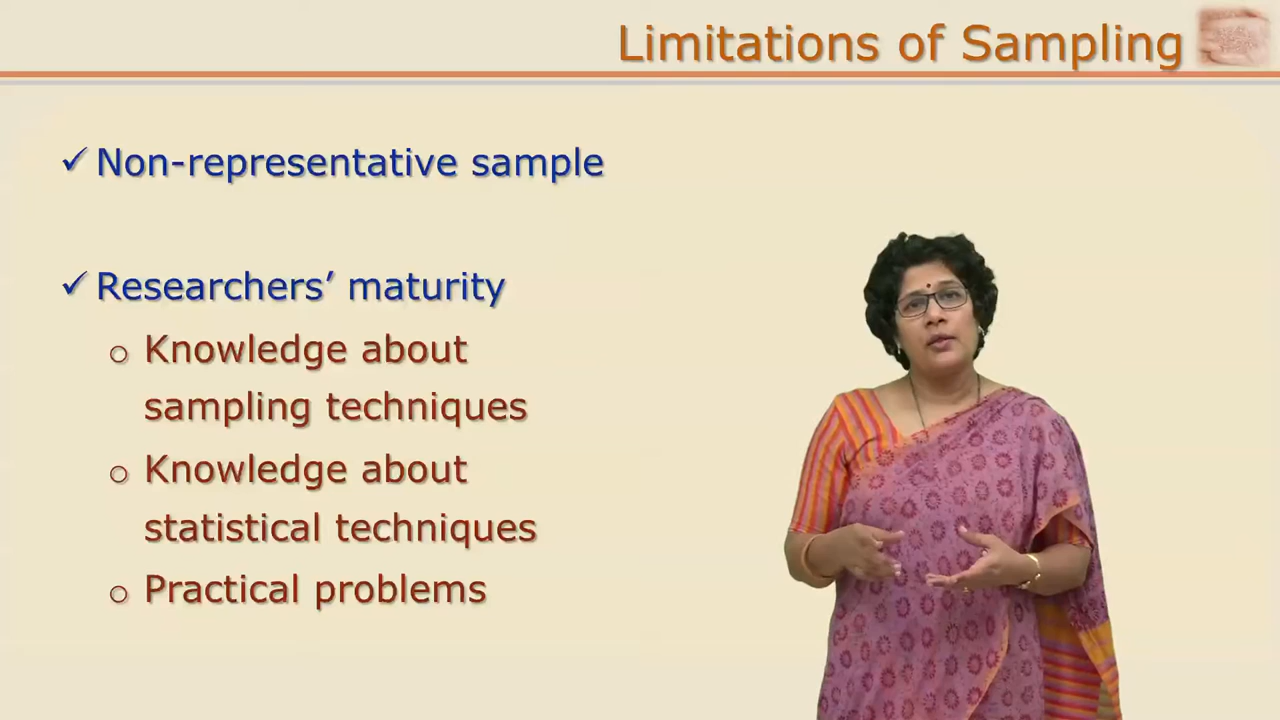 Limitations of Sampling
✓ Non-representative sample
✓ Researchers’ maturity
o Knowledge about
sampling techniques
o Knowledge about
statistical techniques
o Practical problems